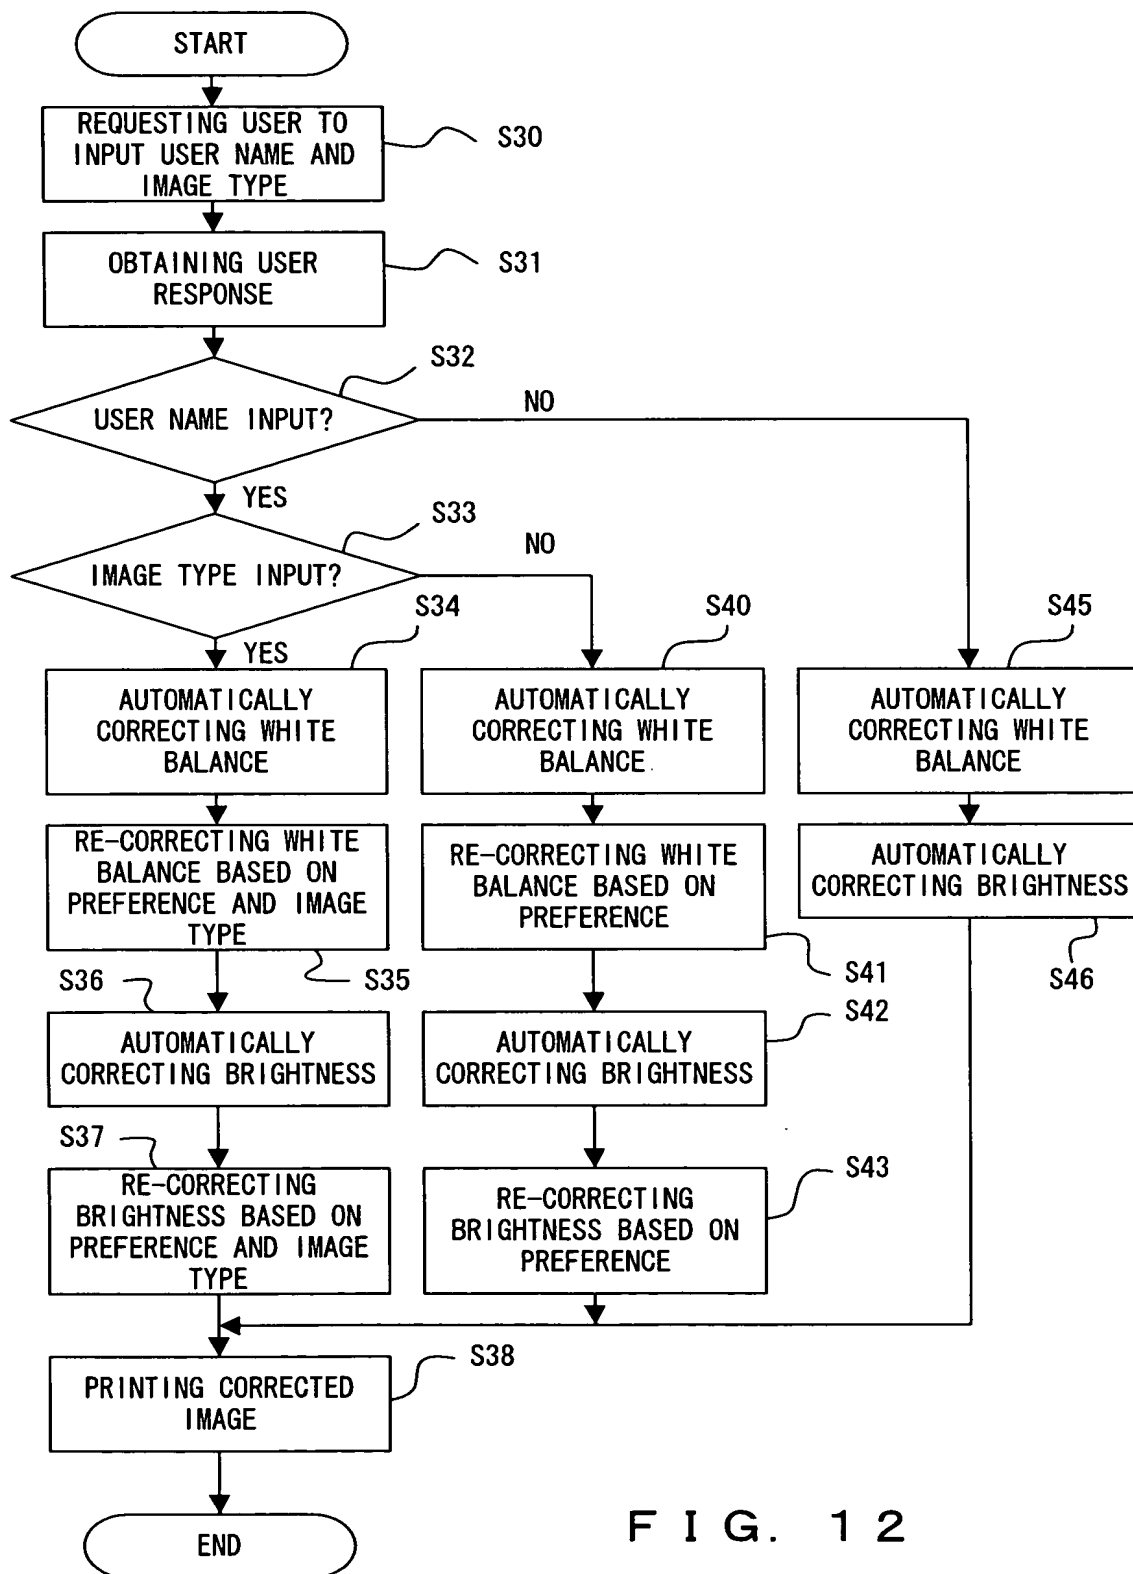 START
REQUESTING USER TO
INPUT USER NAME AND
IMAGE TYPE
S30
OBTAINING USER
RESPONSE
S31
S32
USER NAME INPUT?
NO
YES
S33
IMAGE TYPE INPUT?
NO
YES
S34
S40
S45
AUTOMATICALLY
CORRECTING WHITE
BALANCE
AUTOMATICALLY
CORRECTING WHITE
BALANCE
AUTOMATICALLY
CORRECTING WHITE
BALANCE
RE-CORRECTING WHITE
BALANCE BASED ON
PREFERENCE AND IMAGE
TYPE
S35
RE-CORRECTING WHITE
BALANCE BASED ON
PREFERENCE
S41
AUTOMATICALLY
CORRECTING BRIGHTNESS
S46
S36
AUTOMATICALLY
CORRECTING BRIGHTNESS
S42
AUTOMATICALLY
CORRECTING BRIGHTNESS
S37
RE-CORRECTING
BRIGHTNESS BASED ON
PREFERENCE AND IMAGE
TYPE
S43
RE-CORRECTING
BRIGHTNESS BASED ON
PREFERENCE
S38
PRINTING CORRECTED
IMAGE
END
FIG. 12